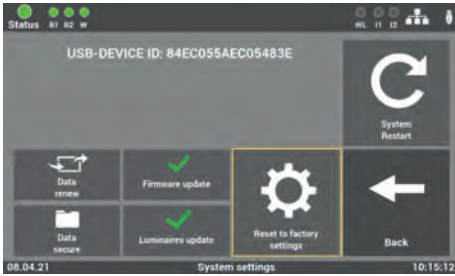 Status B1 B2 W WL I1 I2
USB-DEVICE ID: 84EC055AEC05483E
System
Restart
Data
renew
Firmware update
Data
secure
Luminaires update
Reset to factory
settings
Back
08.04.21 System settings 10:15:12